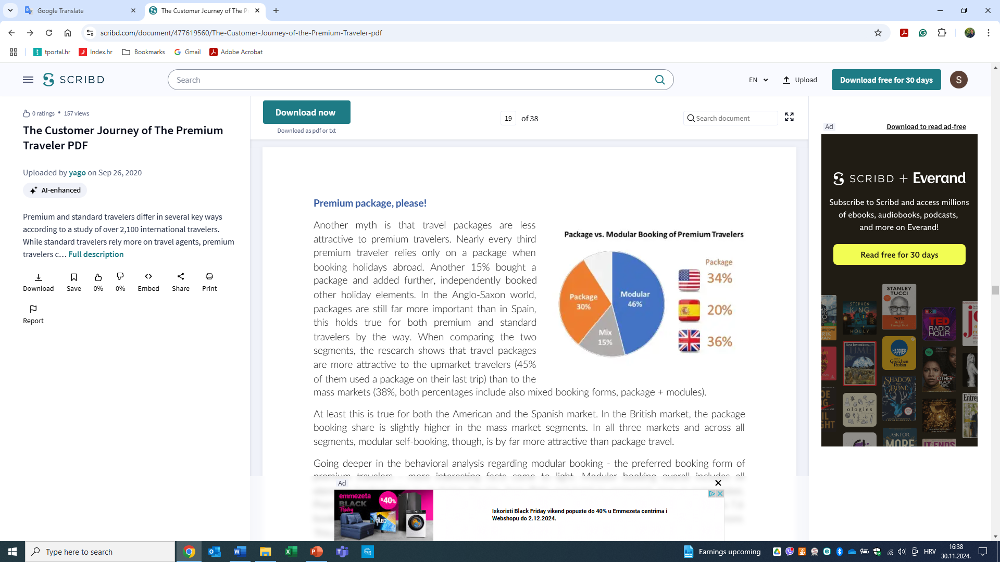 Google Translate
The Customer Journey of The P
scribd.com/document/477619560/The-Customer-Journey-of-the-Premium-Traveler-pdf
tportal.hr
Index.hr
Bookmarks
Gmail
Adobe Acrobat
SCRIBD
Search
EN
Upload
Download free for 30 days
S
0 ratings • 157 views
The Customer Journey of The Premium
Traveler PDF
Uploaded by yago on Sep 26, 2020
AI-enhanced
Premium and standard travelers differ in several key ways
according to a study of over 2,100 international travelers.
While standard travelers rely more on travel agents, premium
travelers c… Full description
Download
Save
0%
0%
Embed
Share
Print
Report
Download now
Download as pdf or txt
19 of 38
Search document
Premium package, please!
Another myth is that travel packages are less
attractive to premium travelers. Nearly every third
premium traveler relies only on a package when
booking holidays abroad. Another 15% bought a
package and added further, independently booked
other holiday elements. In the Anglo-Saxon world,
packages are still far more important than in Spain,
this holds true for both premium and standard
travelers by the way. When comparing the two
segments, the research shows that travel packages
are more attractive to the upmarket travelers (45%
of them used a package on their last trip) than to the
mass markets (38%, both percentages include also mixed booking forms, package + modules).
Package vs. Modular Booking of Premium Travelers
Package
30%
Modular
46%
Mix
15%
Package
34%
20%
36%
At least this is true for both the American and the Spanish market. In the British market, the package
booking share is slightly higher in the mass market segments. In all three markets and across all
segments, modular self-booking, though, is by far more attractive than package travel.
Going deeper in the behavioral analysis regarding modular booking - the preferred booking form of
premium travelers - more interesting facts come to light. Modular booking overall includes all
Ad
emmezeta
BLACK
Friday
-40%
QLED
Iskoristi Black Friday vikend popuste do 40% u Emmezeta centrima i
Webshopu do 2.12.2024.
Ad
Download to read ad-free
SCRIBD + Everand
Subscribe to Scribd and access millions
of ebooks, audiobooks, podcasts,
and more on Everand!
Read free for 30 days
STANLEY
TUCCI
TASTE
STEPHEN
KING
HOLLY
npr
TED
RADIO
HOUR
Best Inventions
TIME
HAPPIER
WITH
Gretchen
Rubin
THE
OTHER
BLACK
GIRL
SHADOW
AND
BONE
ologies
Entre
ASK FOR
MORE
IT ENDS
Type here to search
Earnings upcoming
HRV
16:38
30.11.2024.